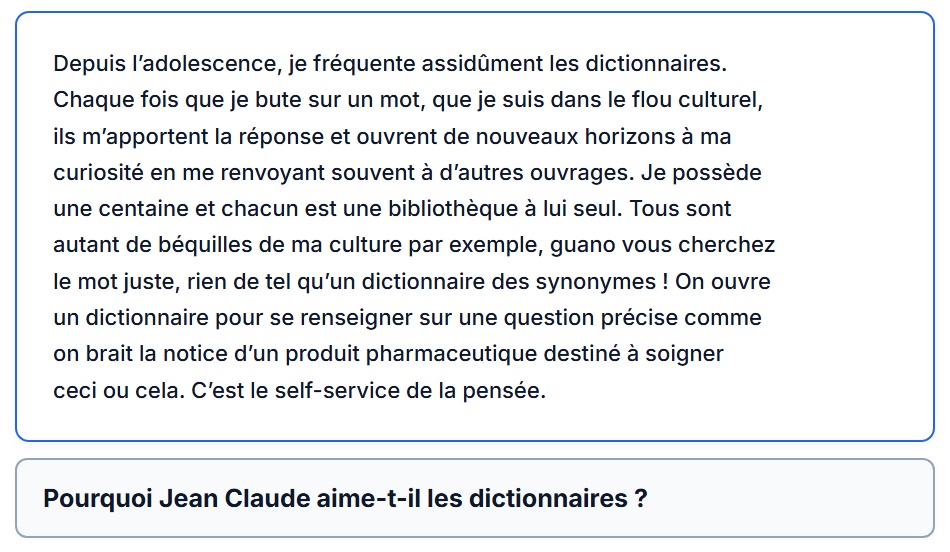 Depuis l’adolescence, je fréquente assidûment les dictionnaires.
Chaque fois que je bute sur un mot, que je suis dans le flou culturel,
ils m’apportent la réponse et ouvrent de nouveaux horizons à ma
curiosité en me renvoyant souvent à d’autres ouvrages. Je possède
une centaine et chacun est une bibliothèque à lui seul. Tous sont
autant de béquilles de ma culture par exemple, guano vous cherchez
le mot juste, rien de tel qu’un dictionnaire des synonymes ! On ouvre
un dictionnaire pour se renseigner sur une question précise comme
on brait la notice d’un produit pharmaceutique destiné à soigner
ceci ou cela. C’est le self-service de la pensée.
Pourquoi Jean Claude aime-t-il les dictionnaires ?